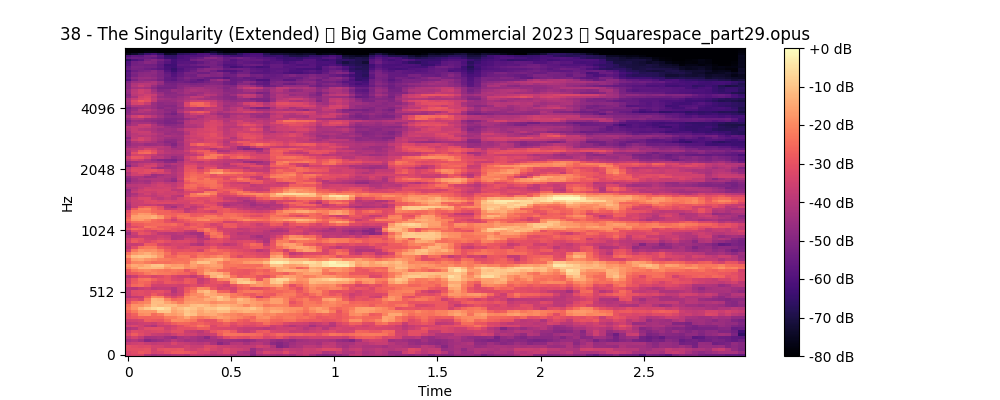 38 - The Singularity (Extended) ▯ Big Game Commercial 2023 ▯ Squarespace_part29.opus
+0 dB
4096
-10 dB
-20 dB
2048
-30 dB
Hz
-40 dB
1024
-50 dB
512
-60 dB
-70 dB
0
-80 dB
0 0.5 1 1.5 2 2.5
Time